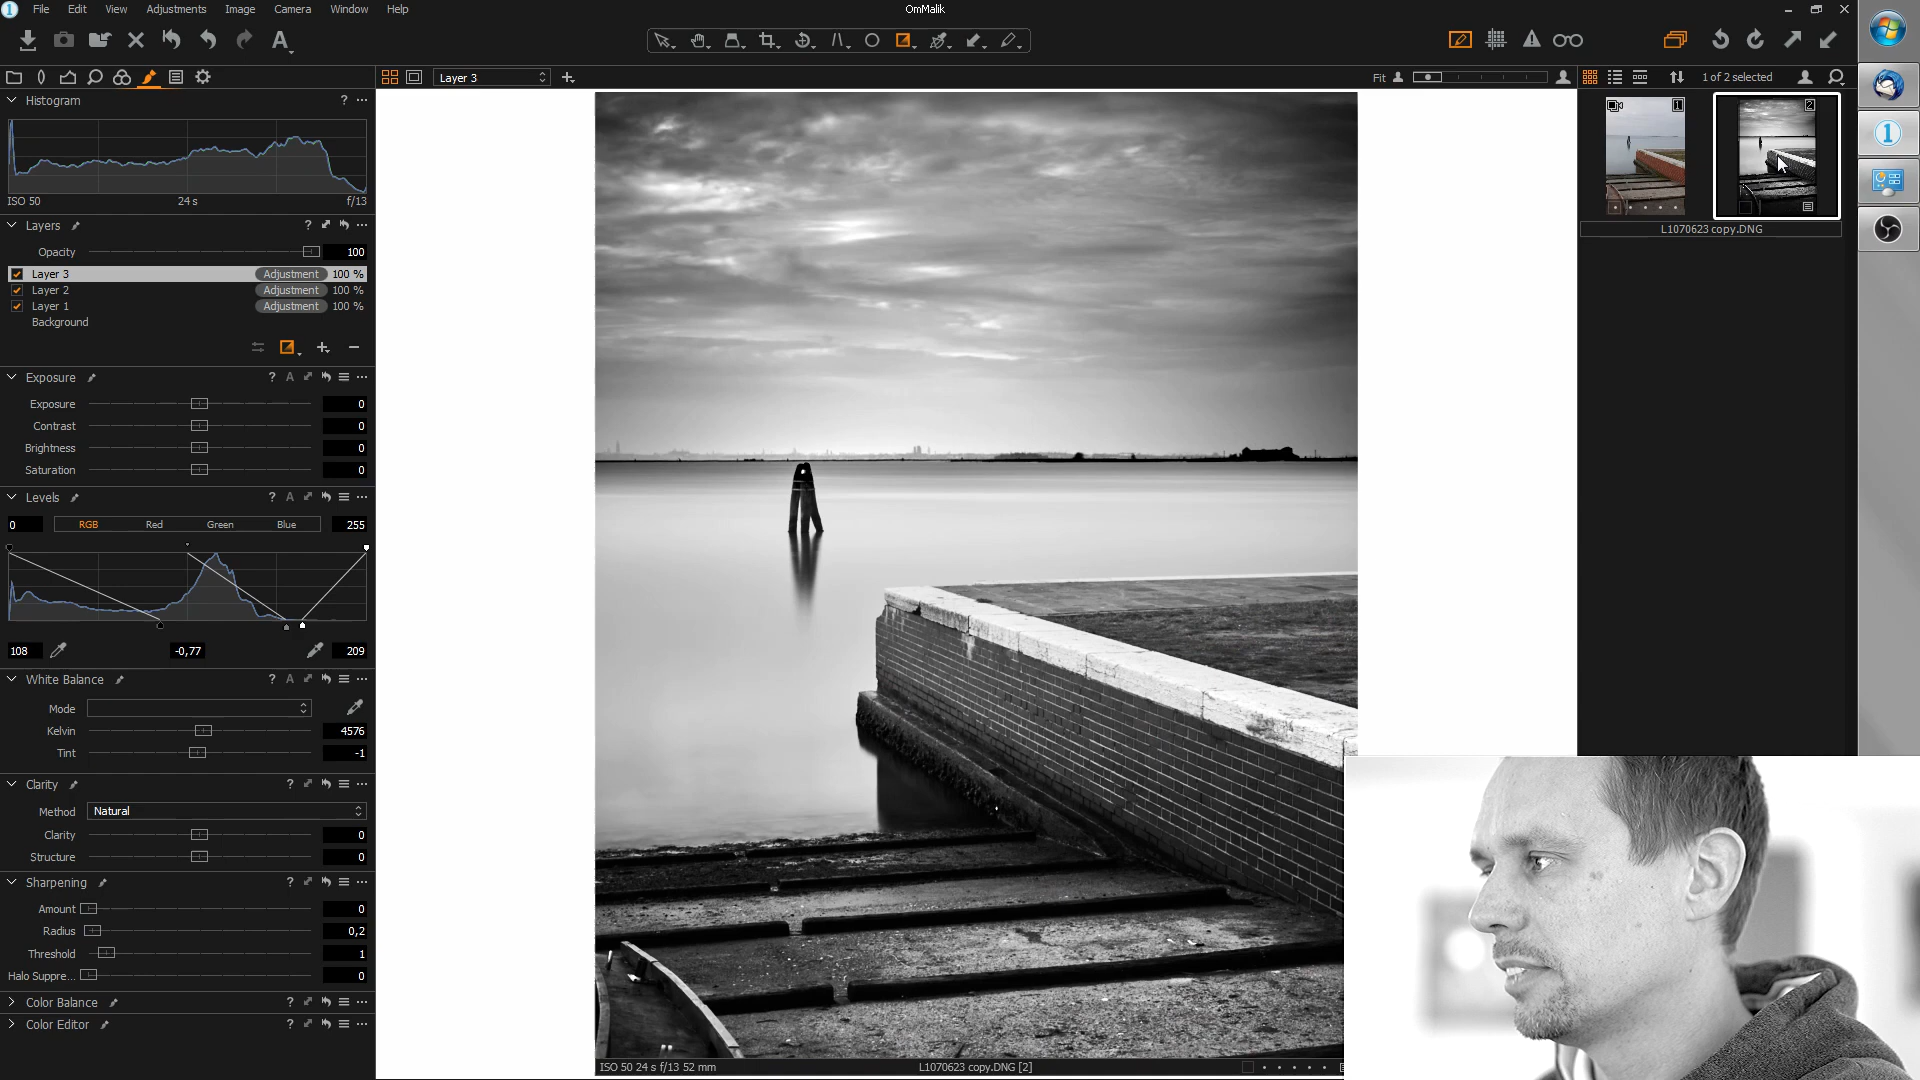 File Edit View Adjustments Image Camera Window Help
OmMalik
Layer 3
Fit
1 of 2 selected
Histogram
ISO 50 24 s f/13
Layers
Opacity 100
Layer 3 Adjustment 100 %
Layer 2 Adjustment 100 %
Layer 1 Adjustment 100 %
Background
Exposure
Exposure 0
Contrast 0
Brightness 0
Saturation 0
Levels
0 RGB Red Green Blue 255
108 -0,77 209
White Balance
Mode
Kelvin 4576
Tint -1
Clarity
Method Natural
Clarity 0
Structure 0
Sharpening
Amount 0
Radius 0,2
Threshold 1
Halo Suppre... 0
Color Balance
Color Editor
1
2
L1070623 copy.DNG
ISO 50 24 s f/13 52 mm L1070623 copy.DNG [2]